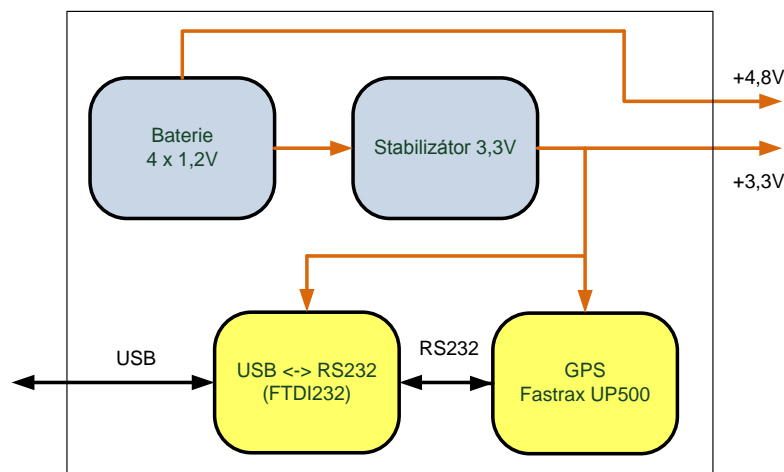 +4,8V
Baterie
4 x 1,2V
Stabilizátor 3,3V
+3,3V
USB
USB <-> RS232
(FTDI232)
RS232
GPS
Fastrax UP500